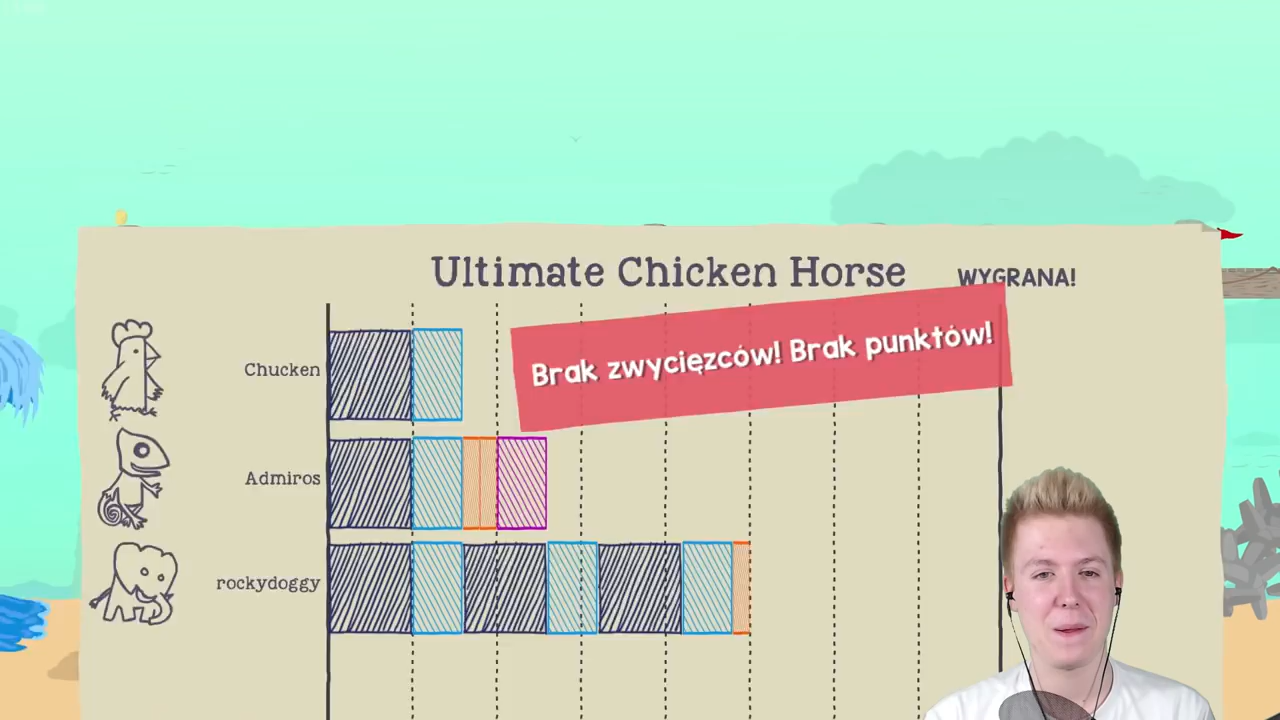 Ultimate Chicken Horse
WYGRANA!
Brak zwycięzców! Brak punktów!
Chucken
Admiros
rockydoggy